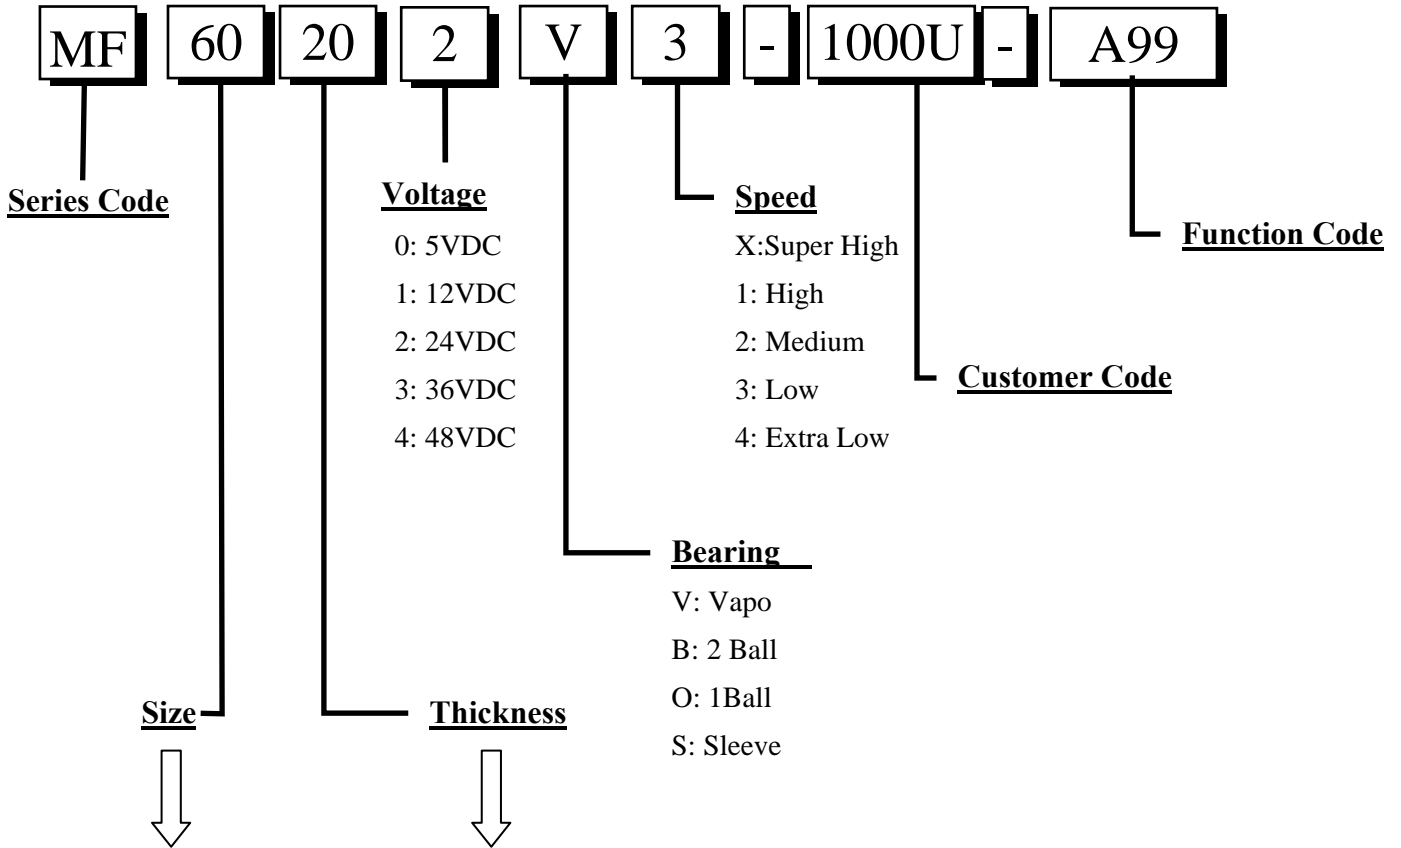 MF 60 20 2 V 3 - 1000U - A99
Series Code
Voltage
0: 5VDC
1: 12VDC
2: 24VDC
3: 36VDC
4: 48VDC
Speed
X:Super High
1: High
2: Medium
3: Low
4: Extra Low
Function Code
Customer Code
Bearing
V: Vapo
B: 2 Ball
O: 1Ball
S: Sleeve
Size
Thickness